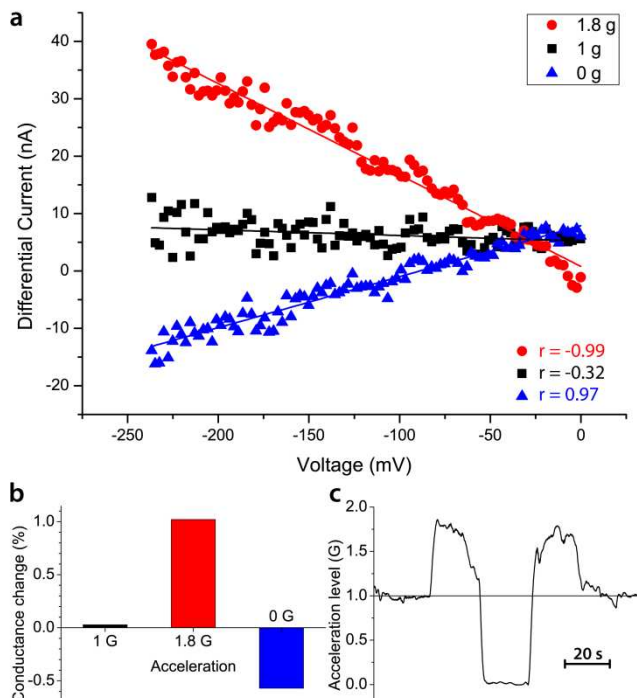 a
1.8 g
1 g
0 g
40
30
20
10
0
-10
-20
Differential Current (nA)
r = -0.99
r = -0.32
r = 0.97
-250 -200 -150 -100 -50 0
Voltage (mV)
b
1.0
0.5
0.0
-0.5
Conductance change (%)
1 G
1.8 G
0 G
Acceleration
c
2.0
1.5
1.0
0.5
0.0
Acceleration level (G)
20 s